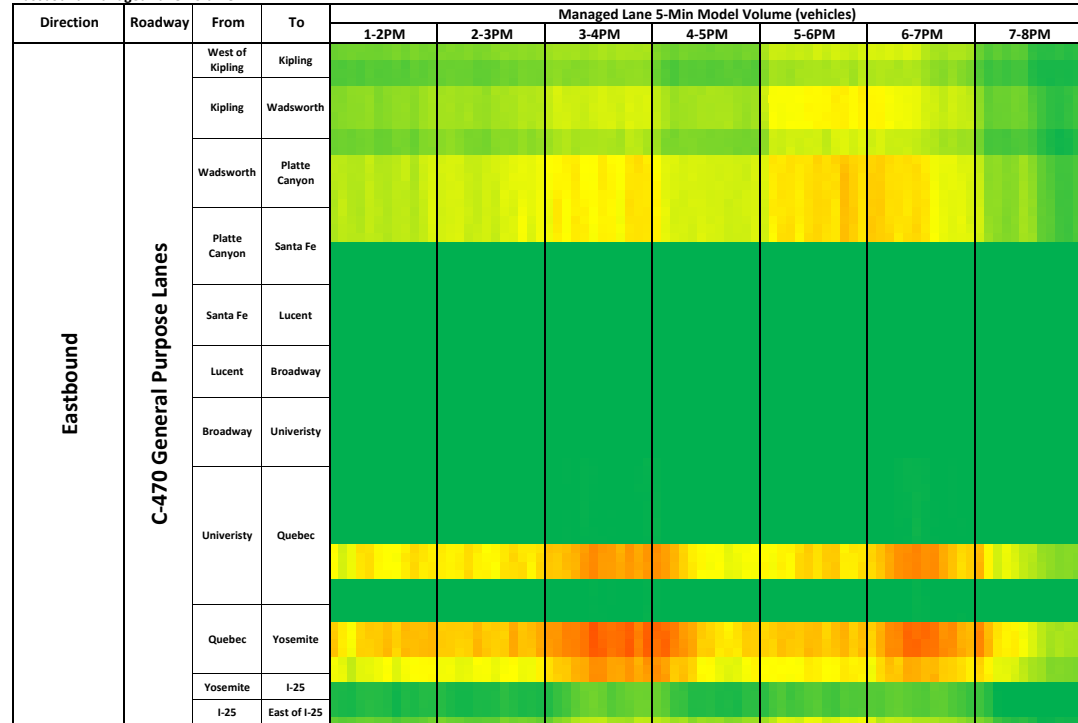 Direction Roadway From To Managed Lane 5-Min Model Volume (vehicles)
1-2PM 2-3PM 3-4PM 4-5PM 5-6PM 6-7PM 7-8PM
Eastbound
C-470 General Purpose Lanes
West of Kipling Kipling
Kipling Wadsworth
Wadsworth Platte Canyon
Platte Canyon Santa Fe
Santa Fe Lucent
Lucent Broadway
Broadway Univeristy
Univeristy Quebec
Quebec Yosemite
Yosemite I-25
I-25 East of I-25